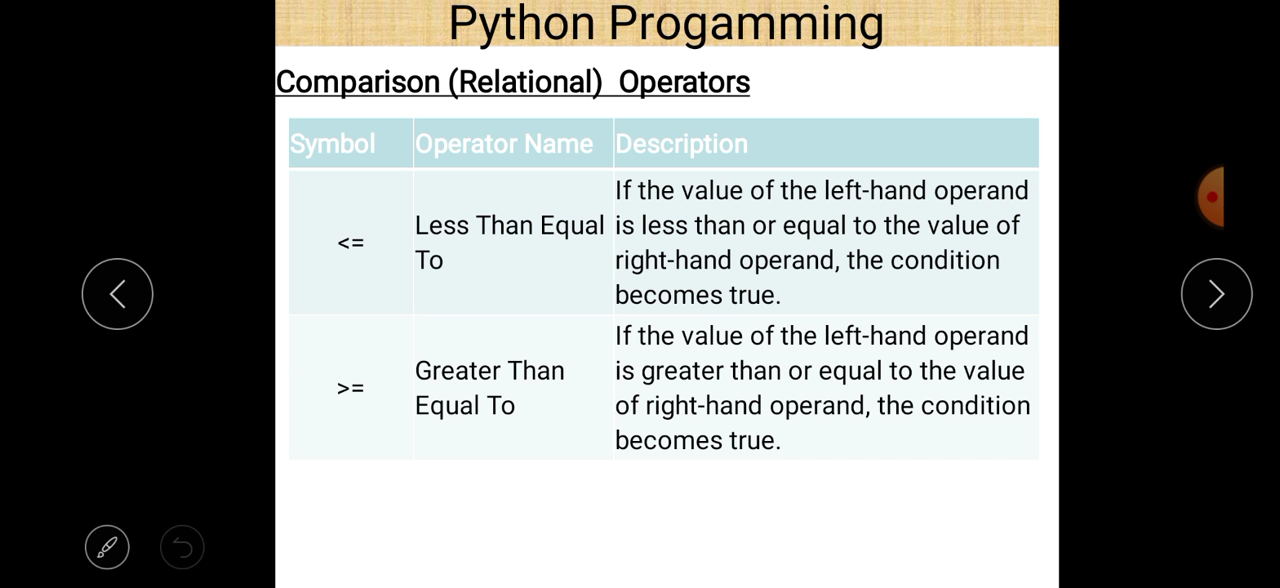 Python Progamming
Comparison (Relational)  Operators
Symbol
Operator Name
Description
<=
Less Than Equal
To
If the value of the left-hand operand
is less than or equal to the value of
right-hand operand, the condition
becomes true.
>=
Greater Than
Equal To
If the value of the left-hand operand
is greater than or equal to the value
of right-hand operand, the condition
becomes true.